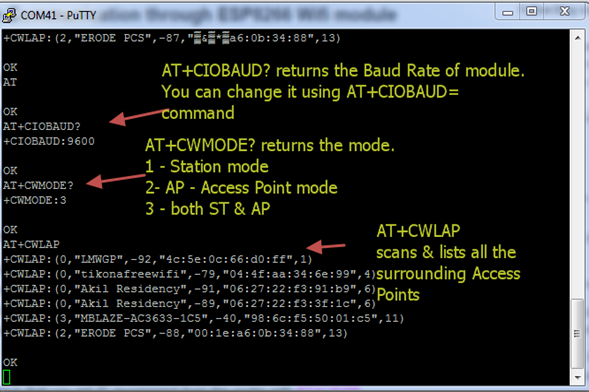 COM41 - PuTTY
ation through ESP8266 Wifi module
+CWLAP:(2,"ERODE PCS",-87,"▒&▒*▒a6:0b:34:88",13)
OK
AT
OK
AT+CIOBAUD?
+CIOBAUD:9600
OK
AT+CWMODE?
+CWMODE:3
OK
AT+CWLAP
+CWLAP:(0,"LMWGP",-92,"4c:5e:0c:66:d0:ff",1)
+CWLAP:(0,"tikonafreewifi",-79,"04:4f:aa:34:6e:99",4)
+CWLAP:(0,"Akil Residency",-91,"06:27:22:f3:91:b9",6)
+CWLAP:(0,"Akil Residency",-89,"06:27:22:f3:3f:1c",6)
+CWLAP:(3,"MBLAZE-AC3633-1C5",-40,"98:6c:f5:50:01:c5",11)
+CWLAP:(2,"ERODE PCS",-88,"00:1e:a6:0b:34:88",13)
OK
AT+CIOBAUD? returns the Baud Rate of module.
You can change it using AT+CIOBAUD=
command
AT+CWMODE? returns the mode.
1 - Station mode
2- AP - Access Point mode
3 - both ST & AP
AT+CWLAP
scans & lists all the
surrounding Access
Points